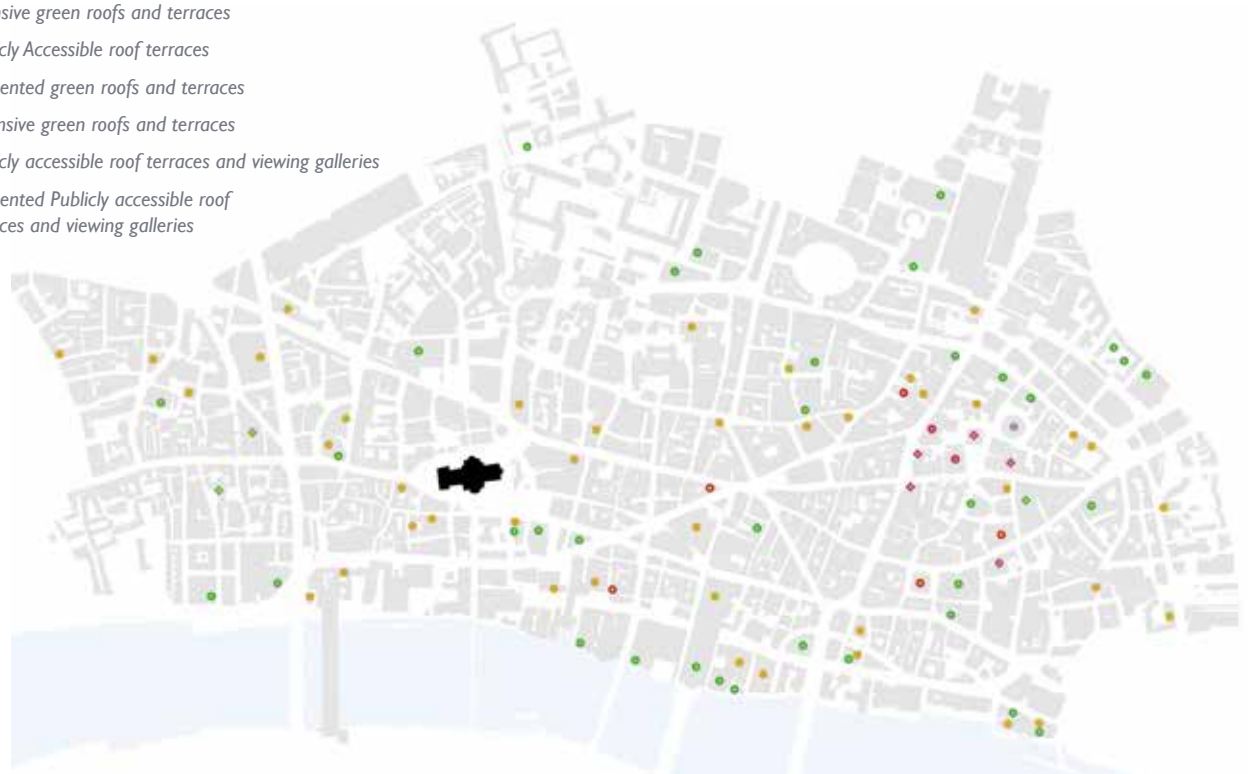 nsive green roofs and terraces
cly Accessible roof terraces
ented green roofs and terraces
nsive green roofs and terraces
cly accessible roof terraces and viewing galleries
ented Publicly accessible roof
ces and viewing galleries